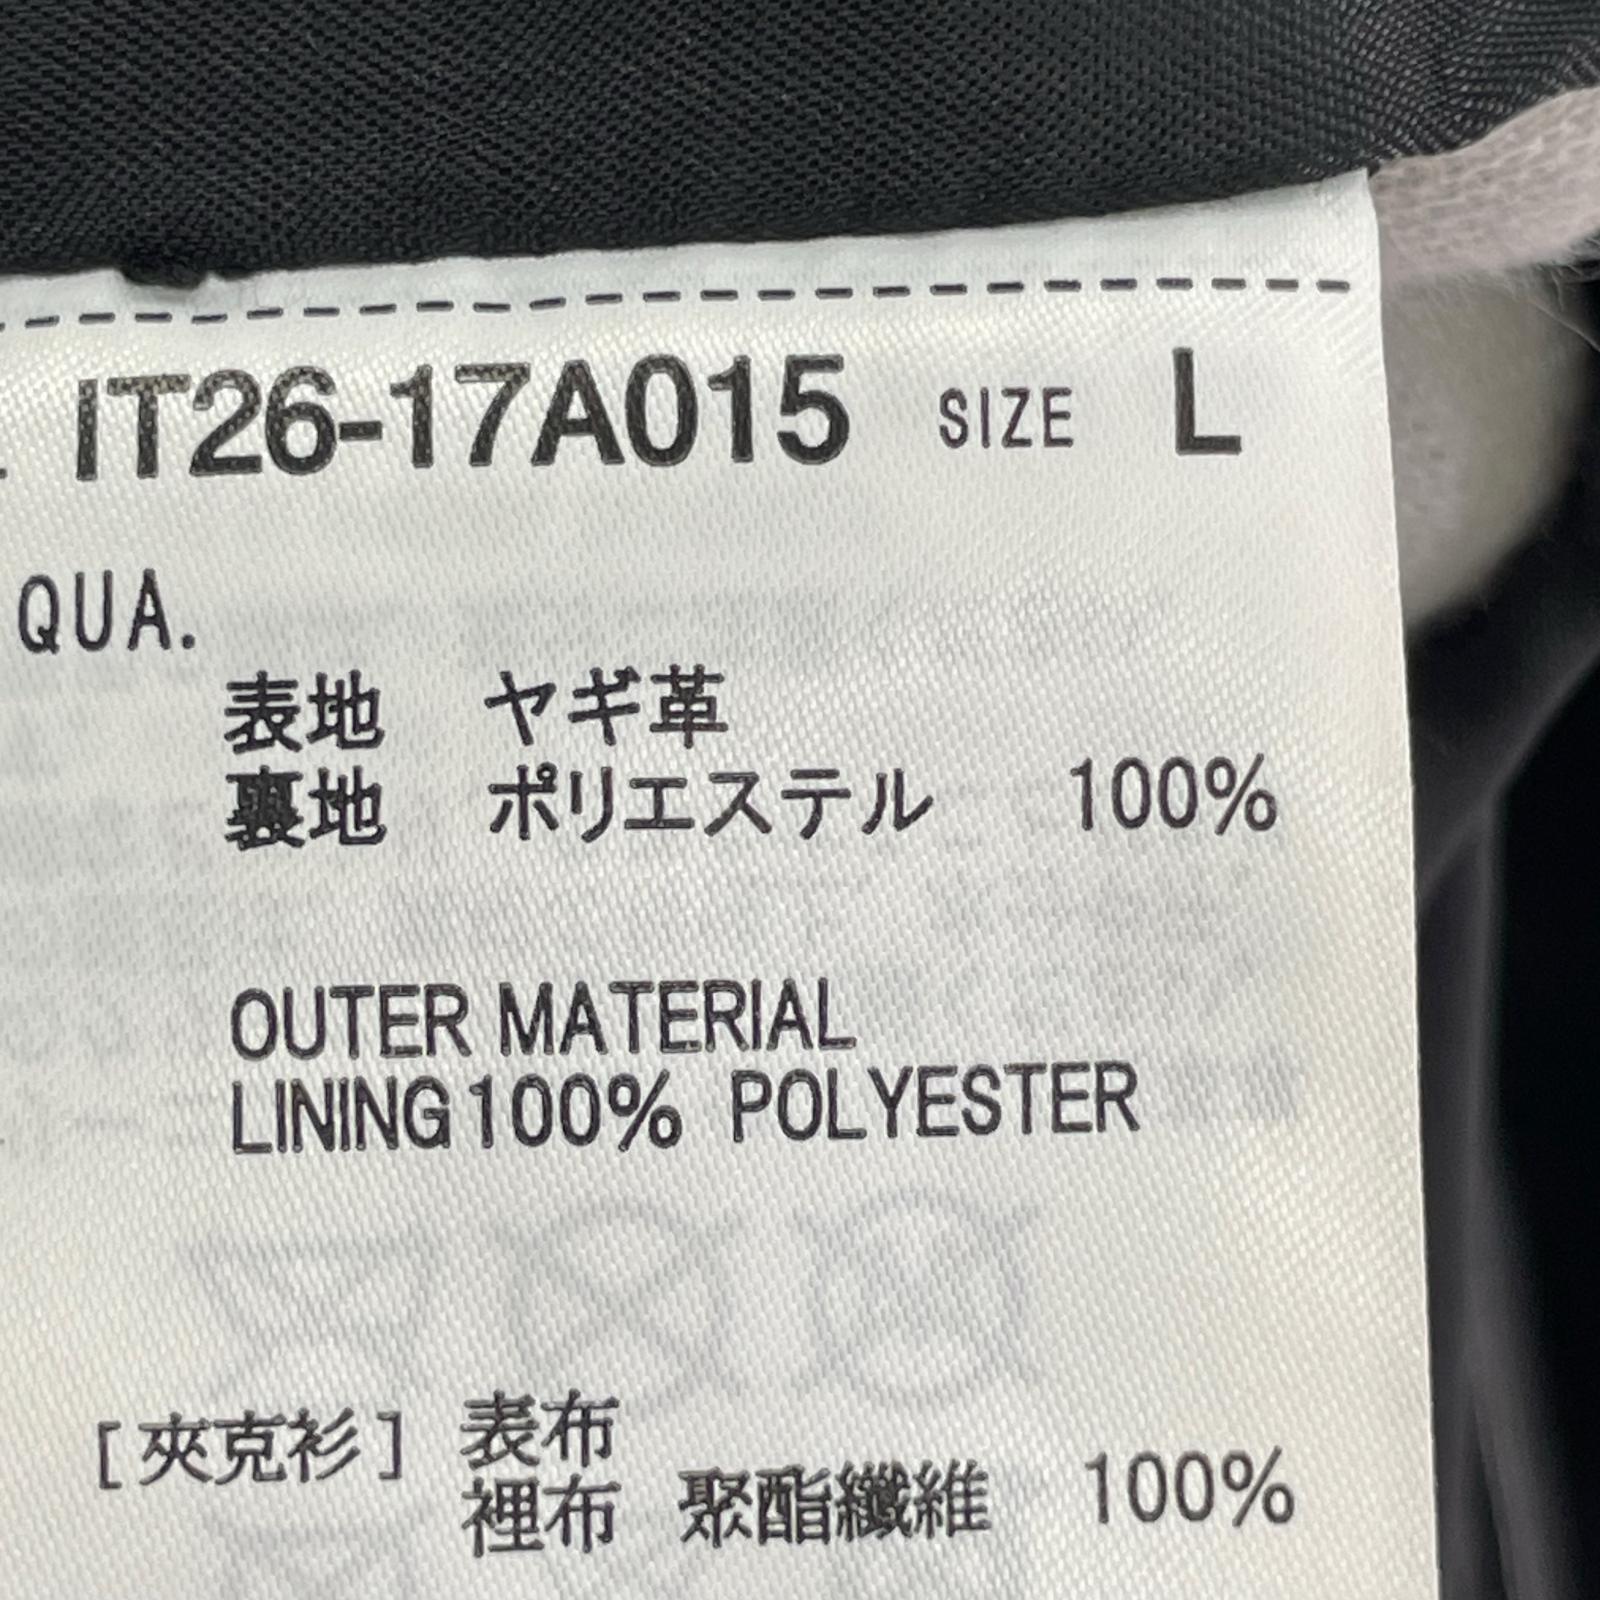 IT26-17A015 SIZE L
QUA.
表地 ヤギ革
裏地 ポリエステル 100%
OUTER MATERIAL
LINING 100% POLYESTER
[夾克衫] 表布
裡布 聚酯纖維 100%